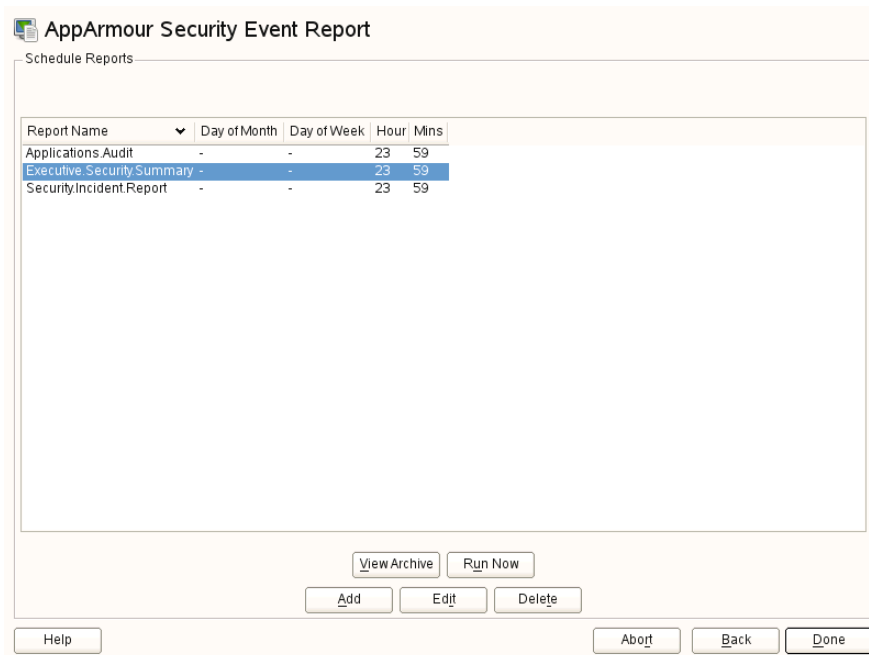 AppArmour Security Event Report
Schedule Reports
Report Name Day of Month Day of Week Hour Mins
Applications.Audit - - 23 59
Executive.Security.Summary - - 23 59
Security.Incident.Report - - 23 59
View Archive Run Now
Add Edit Delete
Help Abort Back Done